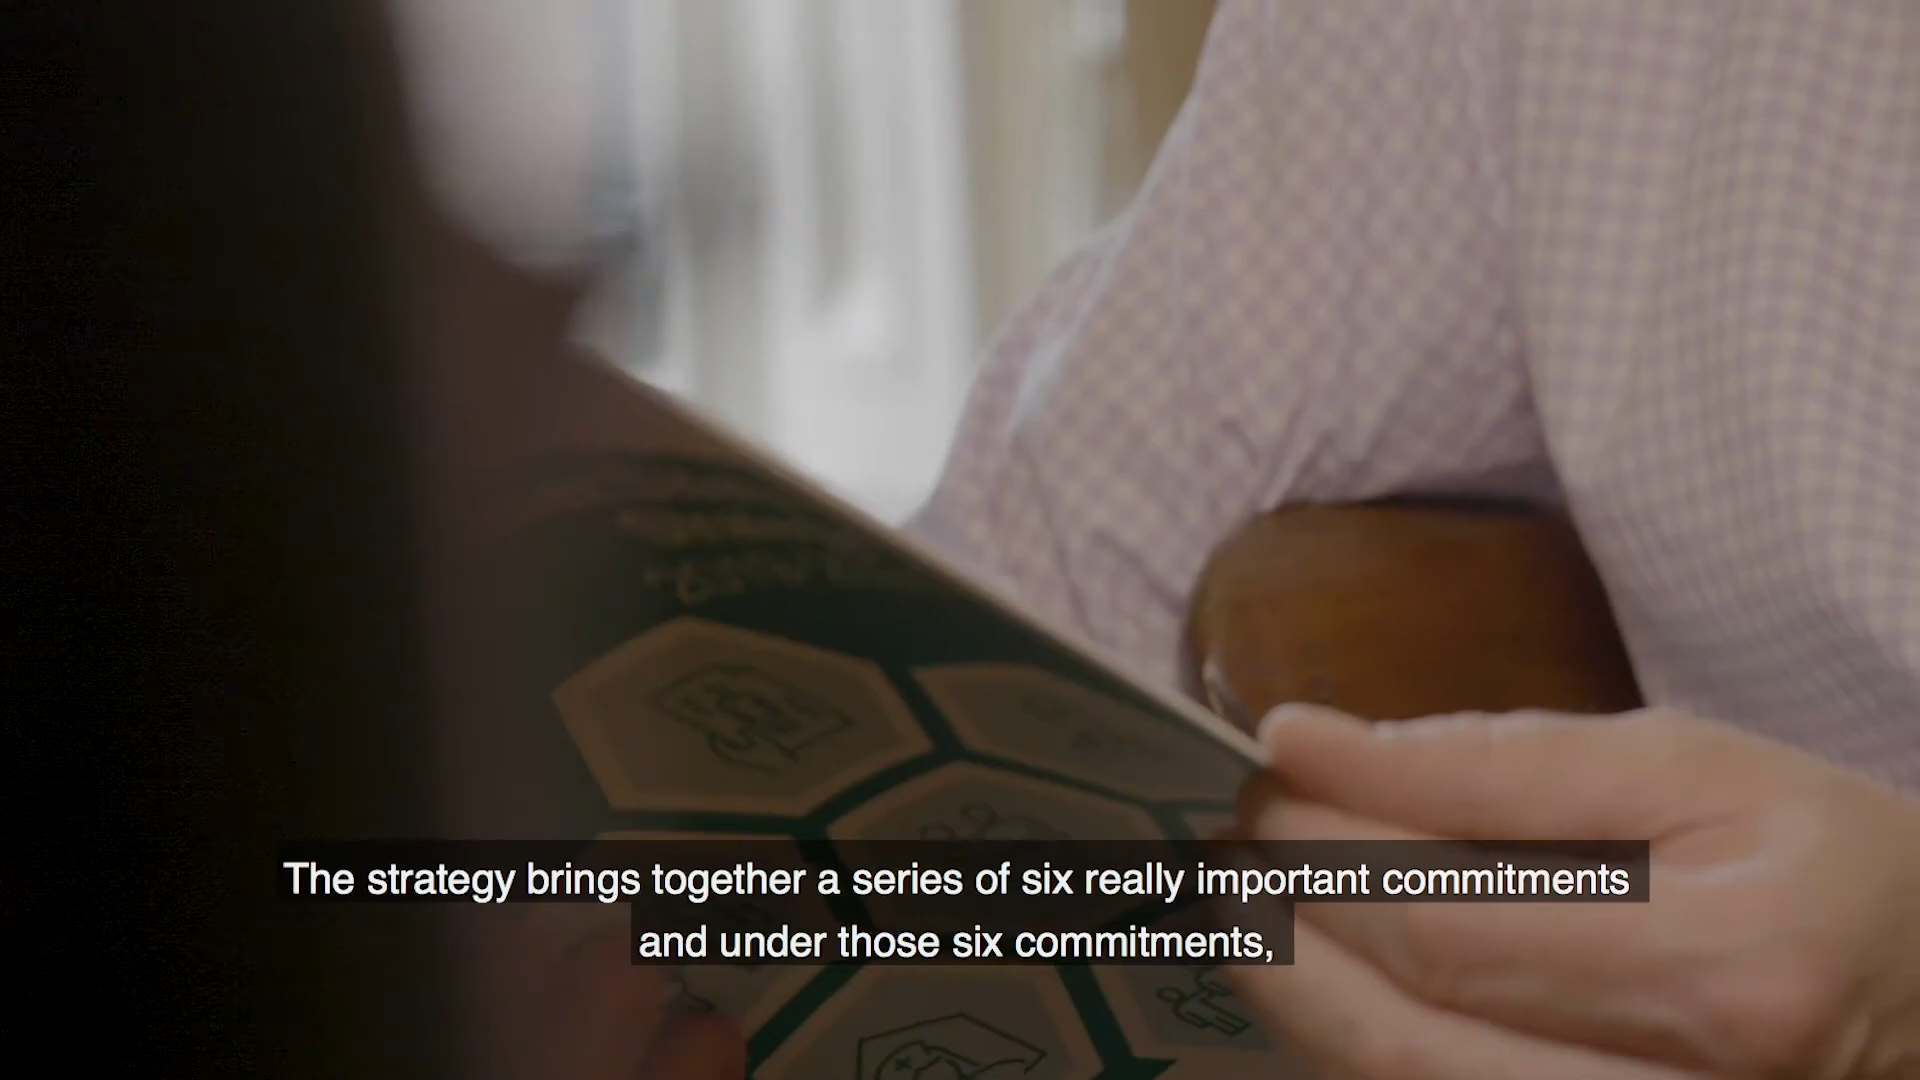 The strategy brings together a series of six really important commitments
and under those six commitments,